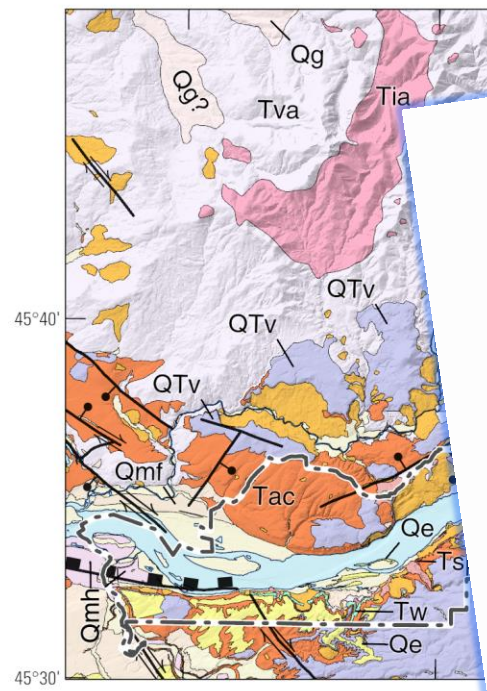 Qg
Qg?
Tva
Tia
QTv
45°40'
QTv
QTv
Qmf
Tac
Qe
Ts
Qmh
Tw
Qe
45°30'